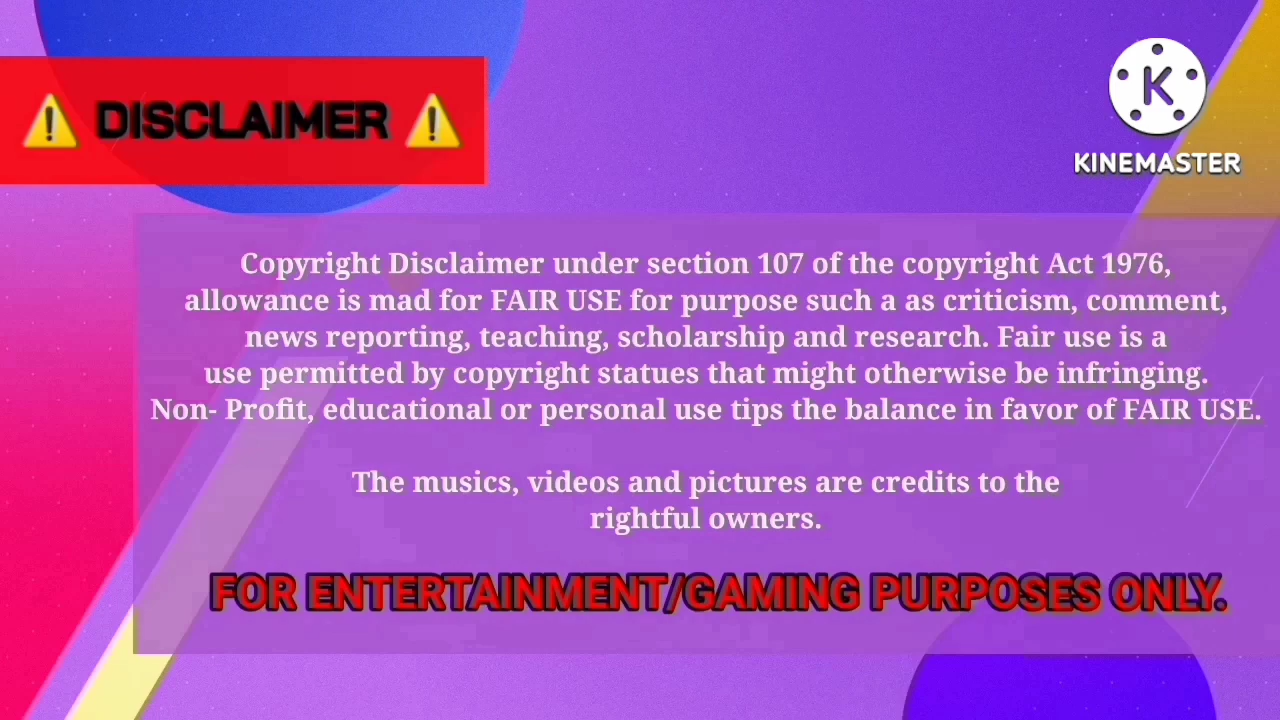 ⚠️ DISCLAIMER ⚠️
K
KINEMASTER
Copyright Disclaimer under section 107 of the copyright Act 1976,
allowance is mad for FAIR USE for purpose such a as criticism, comment,
news reporting, teaching, scholarship and research. Fair use is a
use permitted by copyright statues that might otherwise be infringing.
Non- Profit, educational or personal use tips the balance in favor of FAIR USE.
The musics, videos and pictures are credits to the
rightful owners.
FOR ENTERTAINMENT/GAMING PURPOSES ONLY.